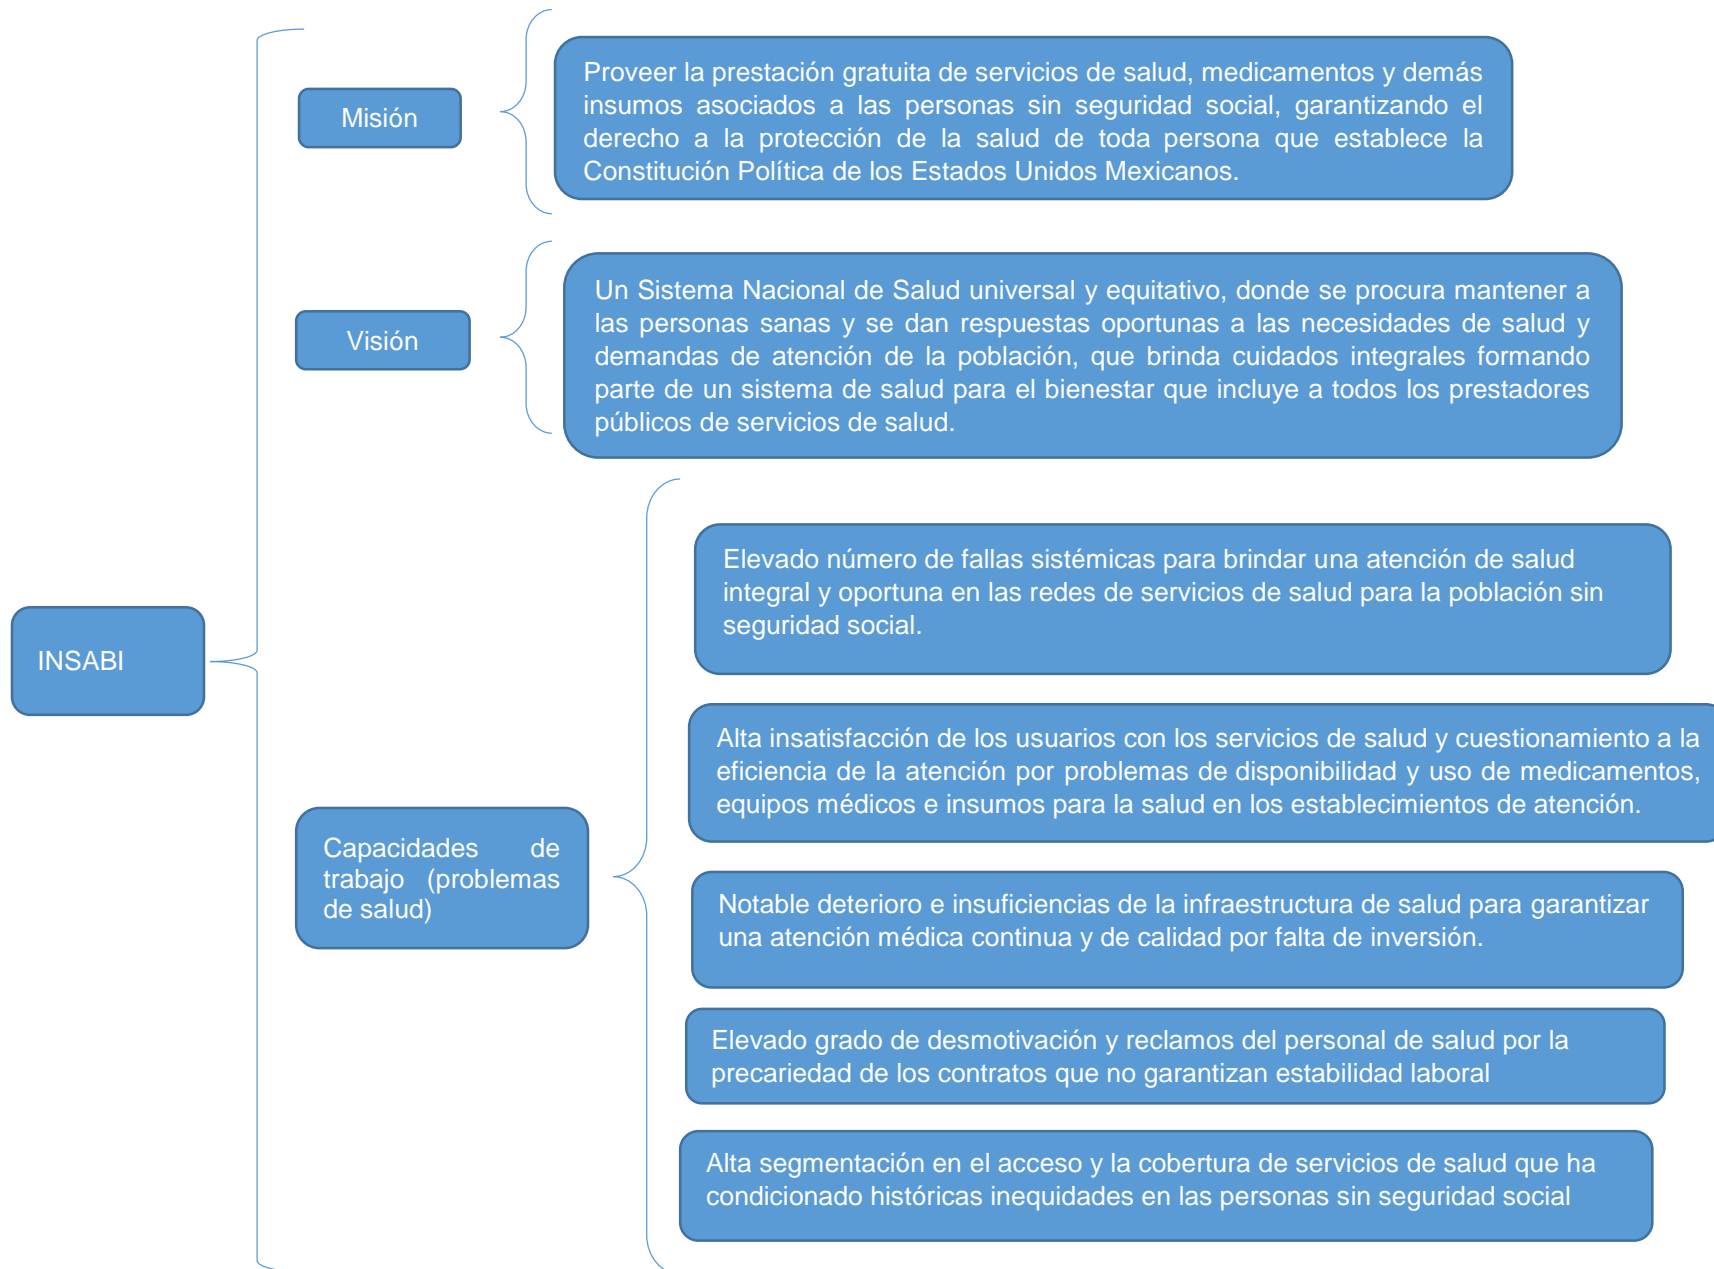 Misión
Proveer la prestación gratuita de servicios de salud, medicamentos y demás
insumos asociados a las personas sin seguridad social, garantizando el
derecho a la protección de la salud de toda persona que establece la
Constitución Política de los Estados Unidos Mexicanos.
Visión
Un Sistema Nacional de Salud universal y equitativo, donde se procura mantener a
las personas sanas y se dan respuestas oportunas a las necesidades de salud y
demandas de atención de la población, que brinda cuidados integrales formando
parte de un sistema de salud para el bienestar que incluye a todos los prestadores
públicos de servicios de salud.
INSABI
Capacidades de
trabajo (problemas
de salud)
Elevado número de fallas sistémicas para brindar una atención de salud
integral y oportuna en las redes de servicios de salud para la población sin
seguridad social.
Alta insatisfacción de los usuarios con los servicios de salud y cuestionamiento a la
eficiencia de la atención por problemas de disponibilidad y uso de medicamentos,
equipos médicos e insumos para la salud en los establecimientos de atención.
Notable deterioro e insuficiencias de la infraestructura de salud para garantizar
una atención médica continua y de calidad por falta de inversión.
Elevado grado de desmotivación y reclamos del personal de salud por la
precariedad de los contratos que no garantizan estabilidad laboral
Alta segmentación en el acceso y la cobertura de servicios de salud que ha
condicionado históricas inequidades en las personas sin seguridad social